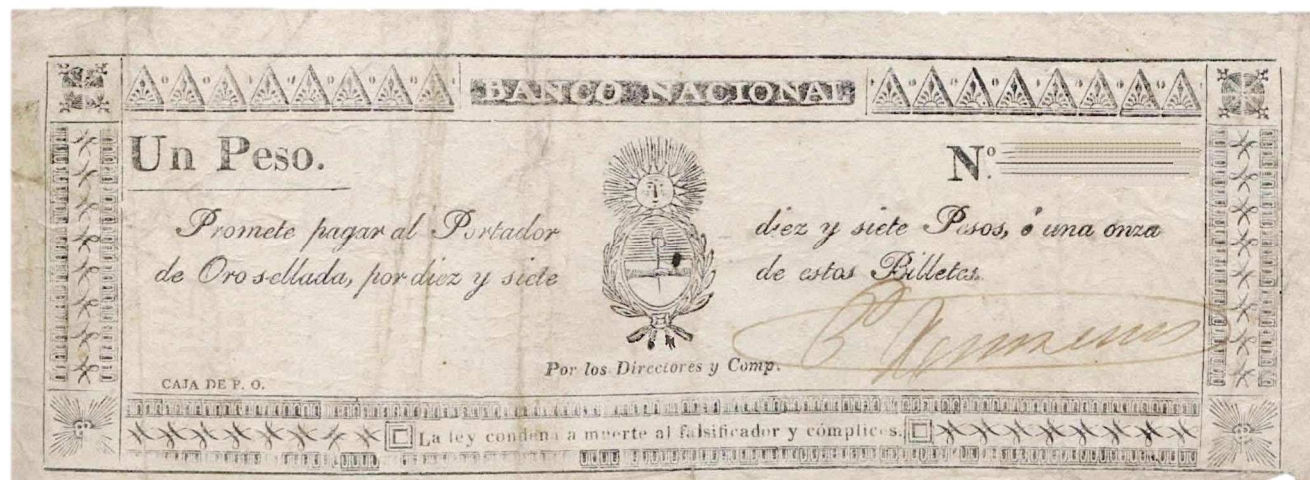 BANCO NACIONAL
Un Peso.
Nº
Promete pagar al Portador diez y siete Pesos, ó una onza
de Oro sellada, por diez y siete de estos Billetes.
Por los Directores y Comp.
CAJA DE P. O.
La ley condena a muerte al falsificador y cómplices.